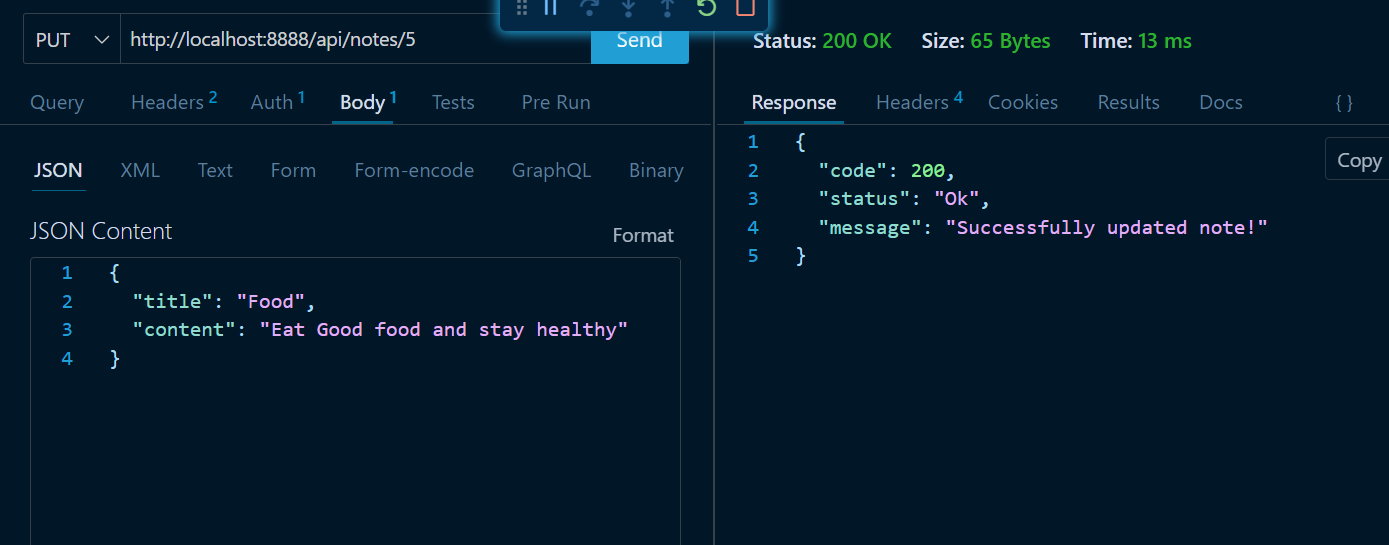 PUT http://localhost:8888/api/notes/5 Send
Query Headers 2 Auth 1 Body 1 Tests Pre Run
JSON XML Text Form Form-encode GraphQL Binary
JSON Content Format
1 {
2 "title": "Food",
3 "content": "Eat Good food and stay healthy"
4 }
Status: 200 OK Size: 65 Bytes Time: 13 ms
Response Headers 4 Cookies Results Docs { }
Copy
1 {
2 "code": 200,
3 "status": "Ok",
4 "message": "Successfully updated note!"
5 }